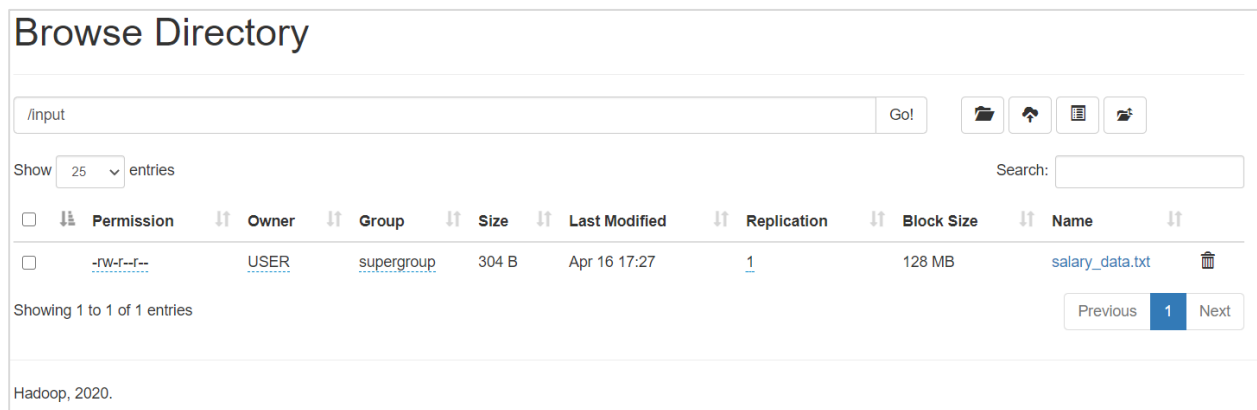 Browse Directory
/input Go!
Show 25 entries Search:
Permission Owner Group Size Last Modified Replication Block Size Name
-rw-r--r-- USER supergroup 304 B Apr 16 17:27 1 128 MB salary_data.txt
Showing 1 to 1 of 1 entries Previous 1 Next
Hadoop, 2020.